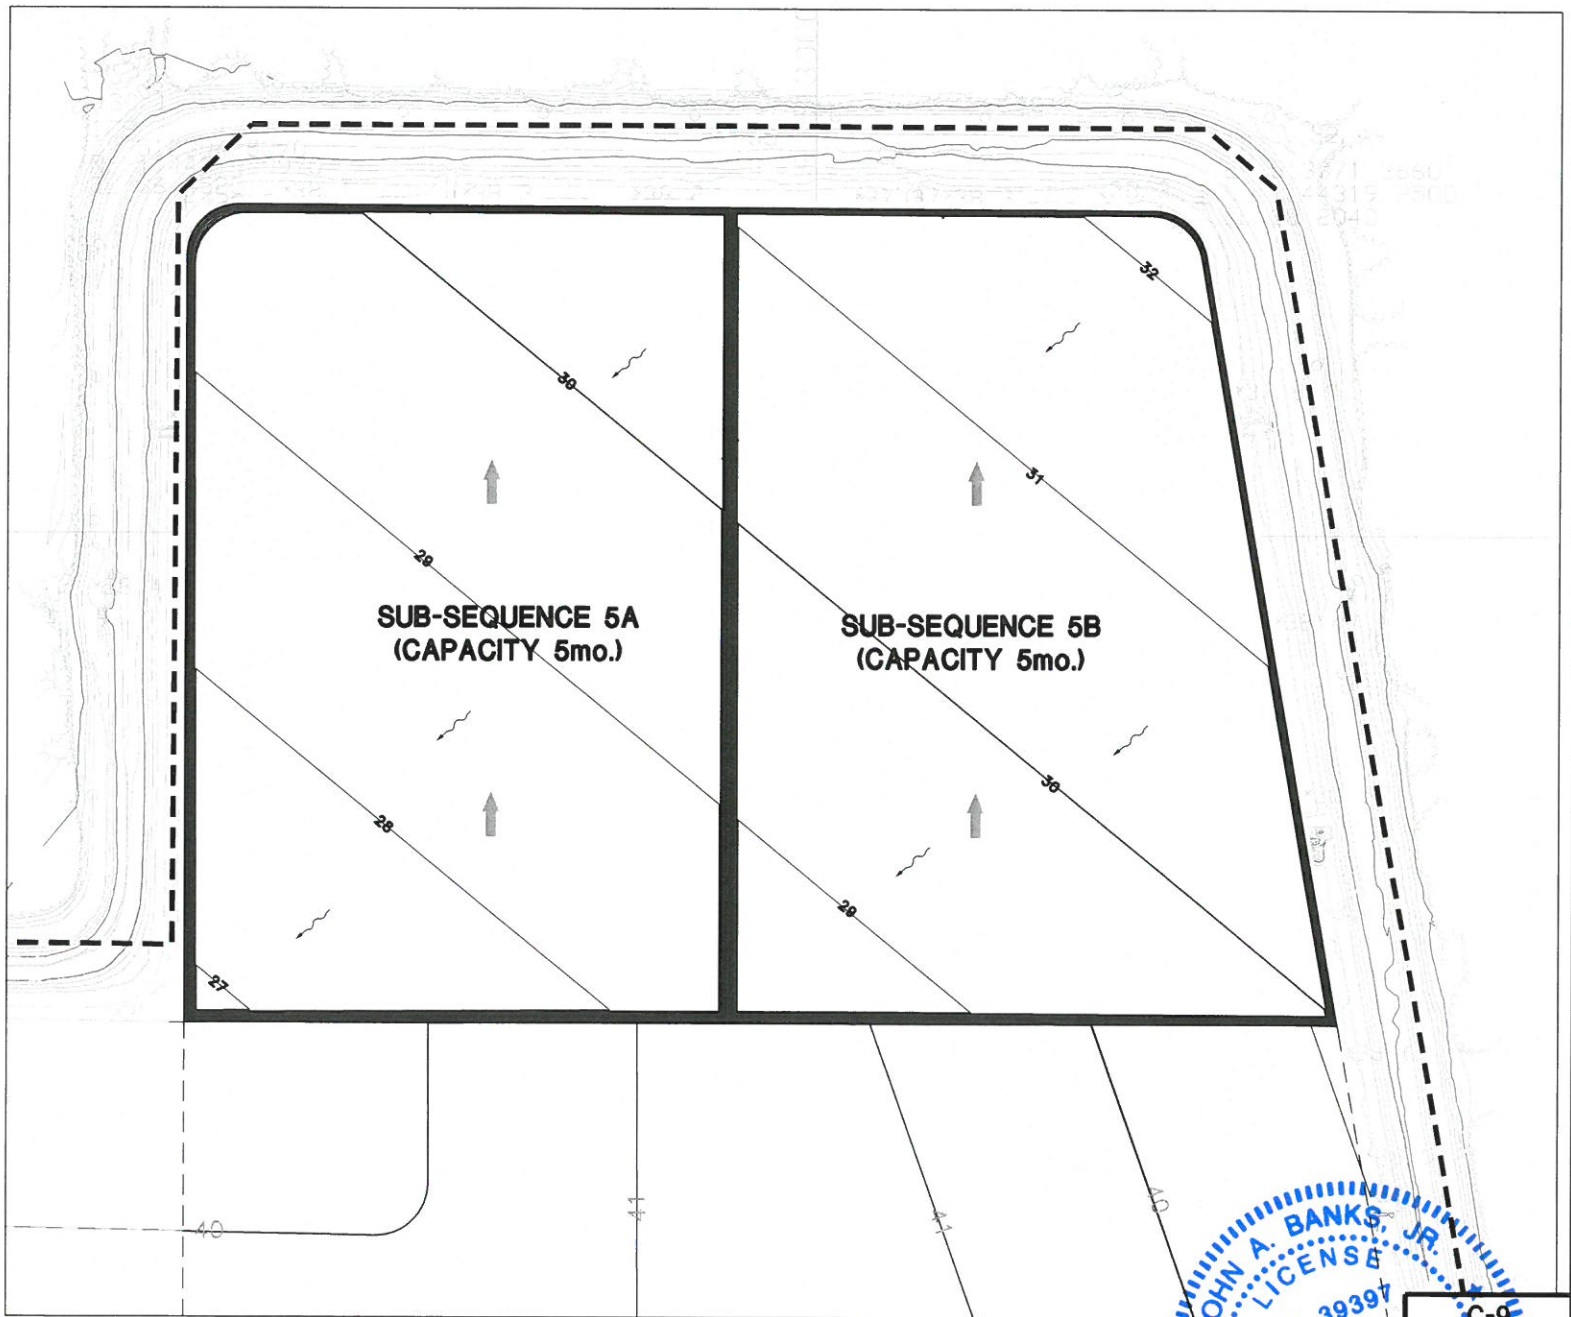 32
30
31
29
SUB-SEQUENCE 5A
(CAPACITY 5mo.)
SUB-SEQUENCE 5B
(CAPACITY 5mo.)
30
28
29
27
40
41
41
40
JOHN A. BANKS, JR.
LICENSE
39397